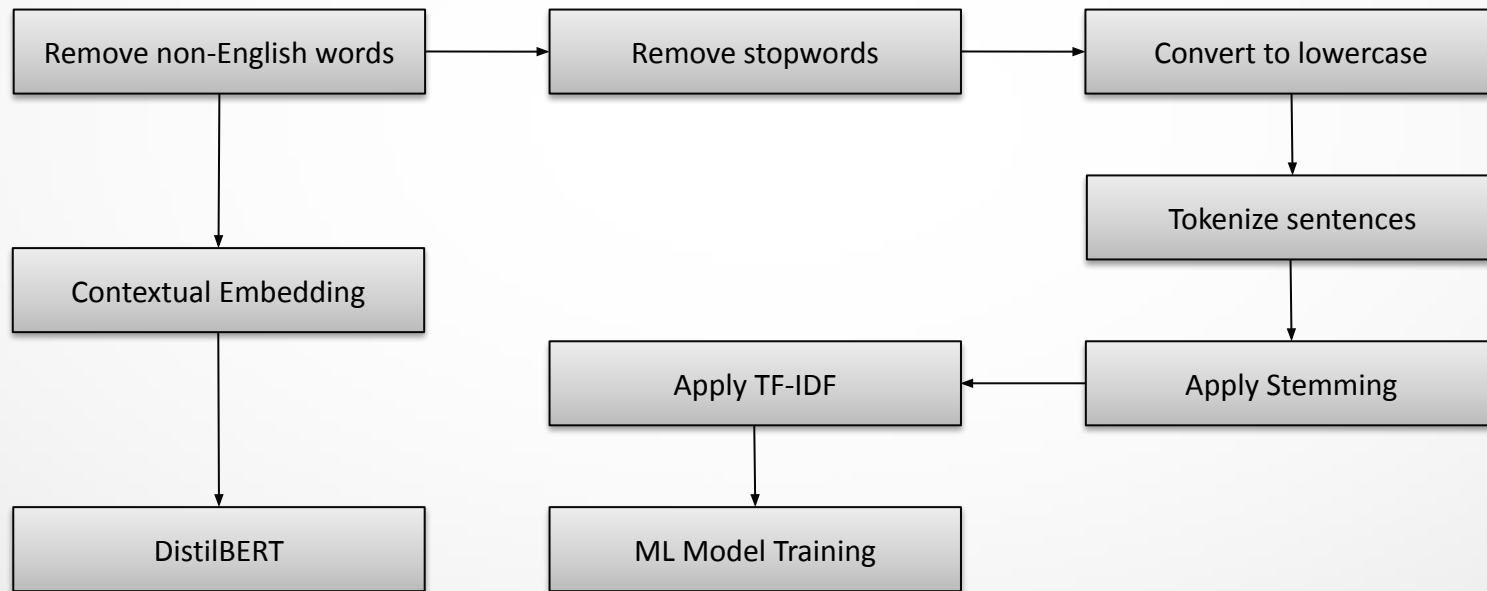 Remove non-English words
Remove stopwords
Convert to lowercase
Tokenize sentences
Contextual Embedding
Apply TF-IDF
Apply Stemming
DistilBERT
ML Model Training